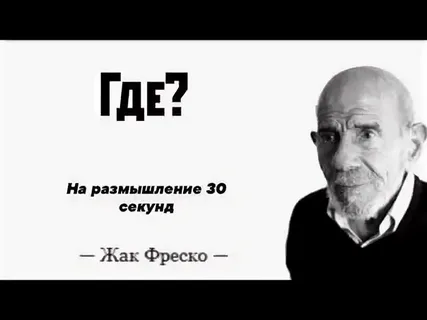 Где?
На размышление 30
секунд
— Жак Фреско —